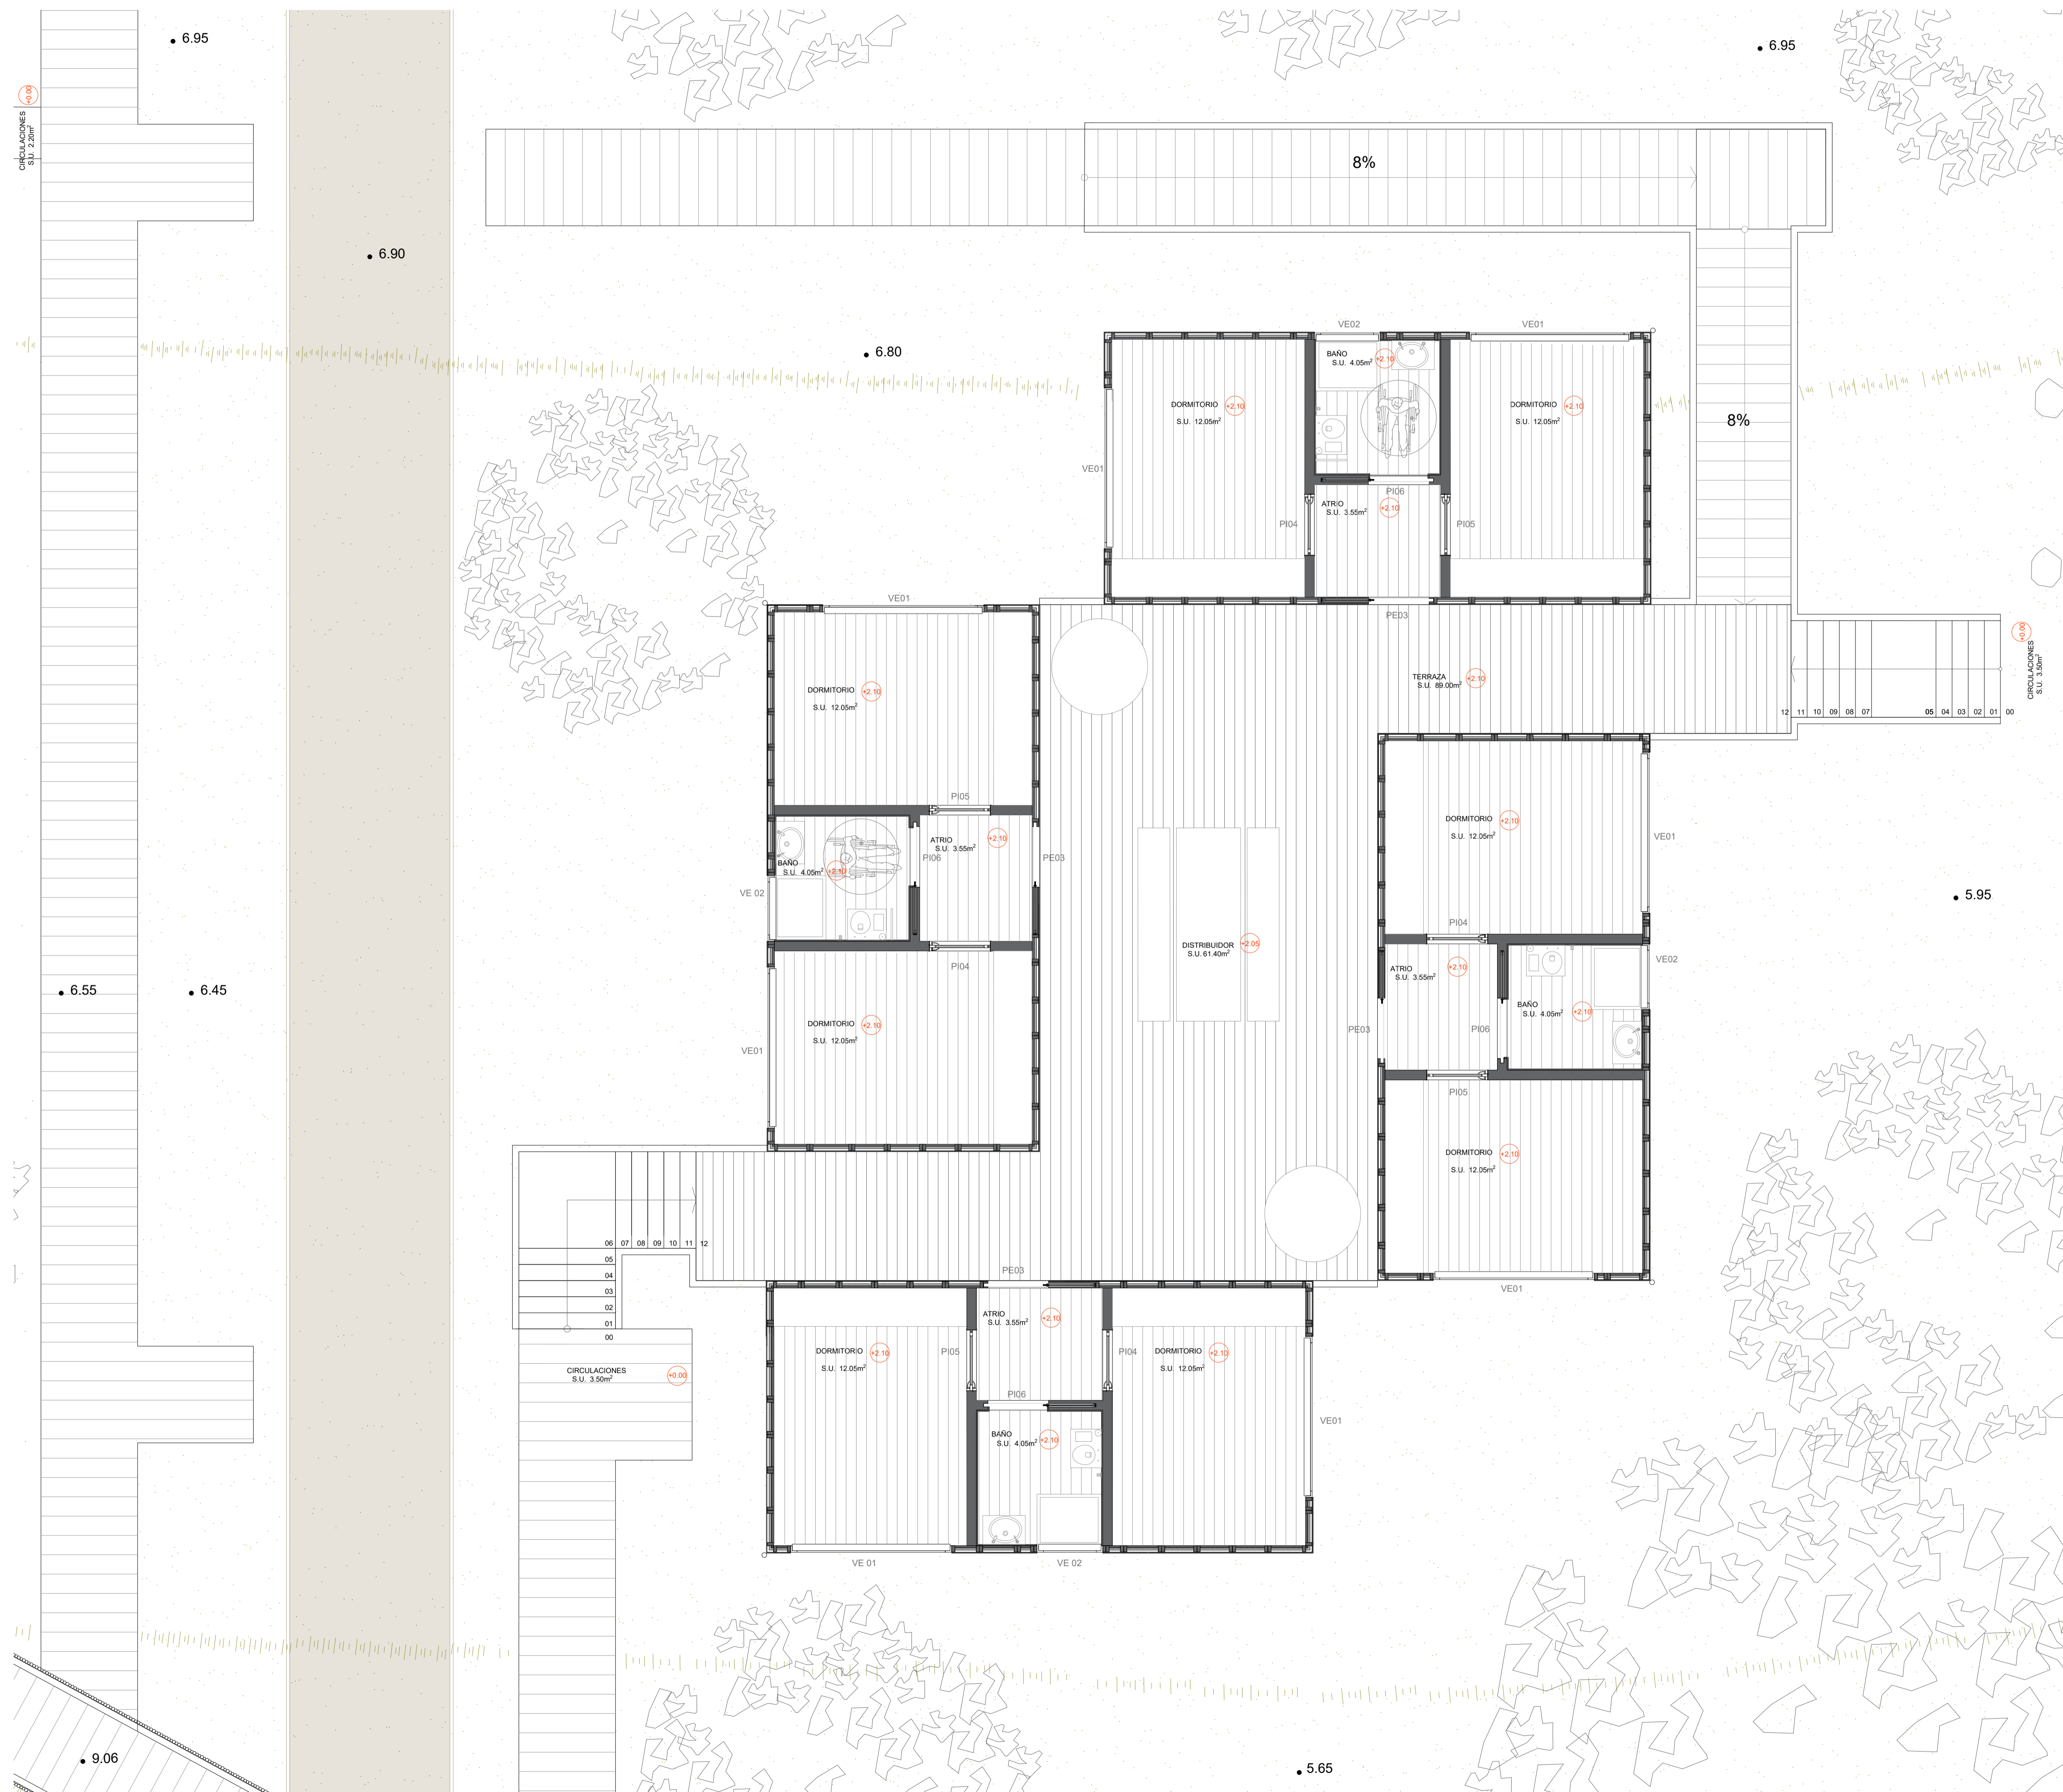 6.95
6.95
+0.00
CIRCULACIONES
S.U. 2.20m²
8%
6.90
VE02
VE01
6.80
BAÑO
S.U. 4.05m²
+2.10
DORMITORIO
+2.10
S.U. 12.05m²
DORMITORIO
+2.10
S.U. 12.05m²
8%
VE01
PI06
ATRIO
S.U. 3.55m²
+2.10
PI04
PI05
VE01
PE03
+0.00
CIRCULACIONES
S.U. 3.50m²
TERRAZA
S.U. 89.00m²
+2.10
DORMITORIO
+2.10
S.U. 12.05m²
12 11 10 09 08 07 05 04 03 02 01 00
PI05
DORMITORIO
+2.10
S.U. 12.05m²
VE01
ATRIO
S.U. 3.55m²
+2.10
PI06
PE03
BAÑO
S.U. 4.05m²
+2.10
VE 02
5.95
PI04
DISTRIBUIDOR
S.U. 61.40m²
+2.05
PI04
VE02
ATRIO
S.U. 3.55m²
+2.10
6.55
6.45
BAÑO
S.U. 4.05m²
+2.10
DORMITORIO
+2.10
S.U. 12.05m²
VE01
PE03
PI06
PI05
DORMITORIO
+2.10
S.U. 12.05m²
06 07 08 09 10 11 12
05
04
03
02
01
00
PE03
VE01
ATRIO
S.U. 3.55m²
+2.10
DORMITORIO
+2.10
S.U. 12.05m²
PI05
PI04
DORMITORIO
+2.10
S.U. 12.05m²
CIRCULACIONES
S.U. 3.50m²
+0.00
PI06
VE01
BAÑO
S.U. 4.05m²
+2.10
VE 01
VE 02
9.06
5.65